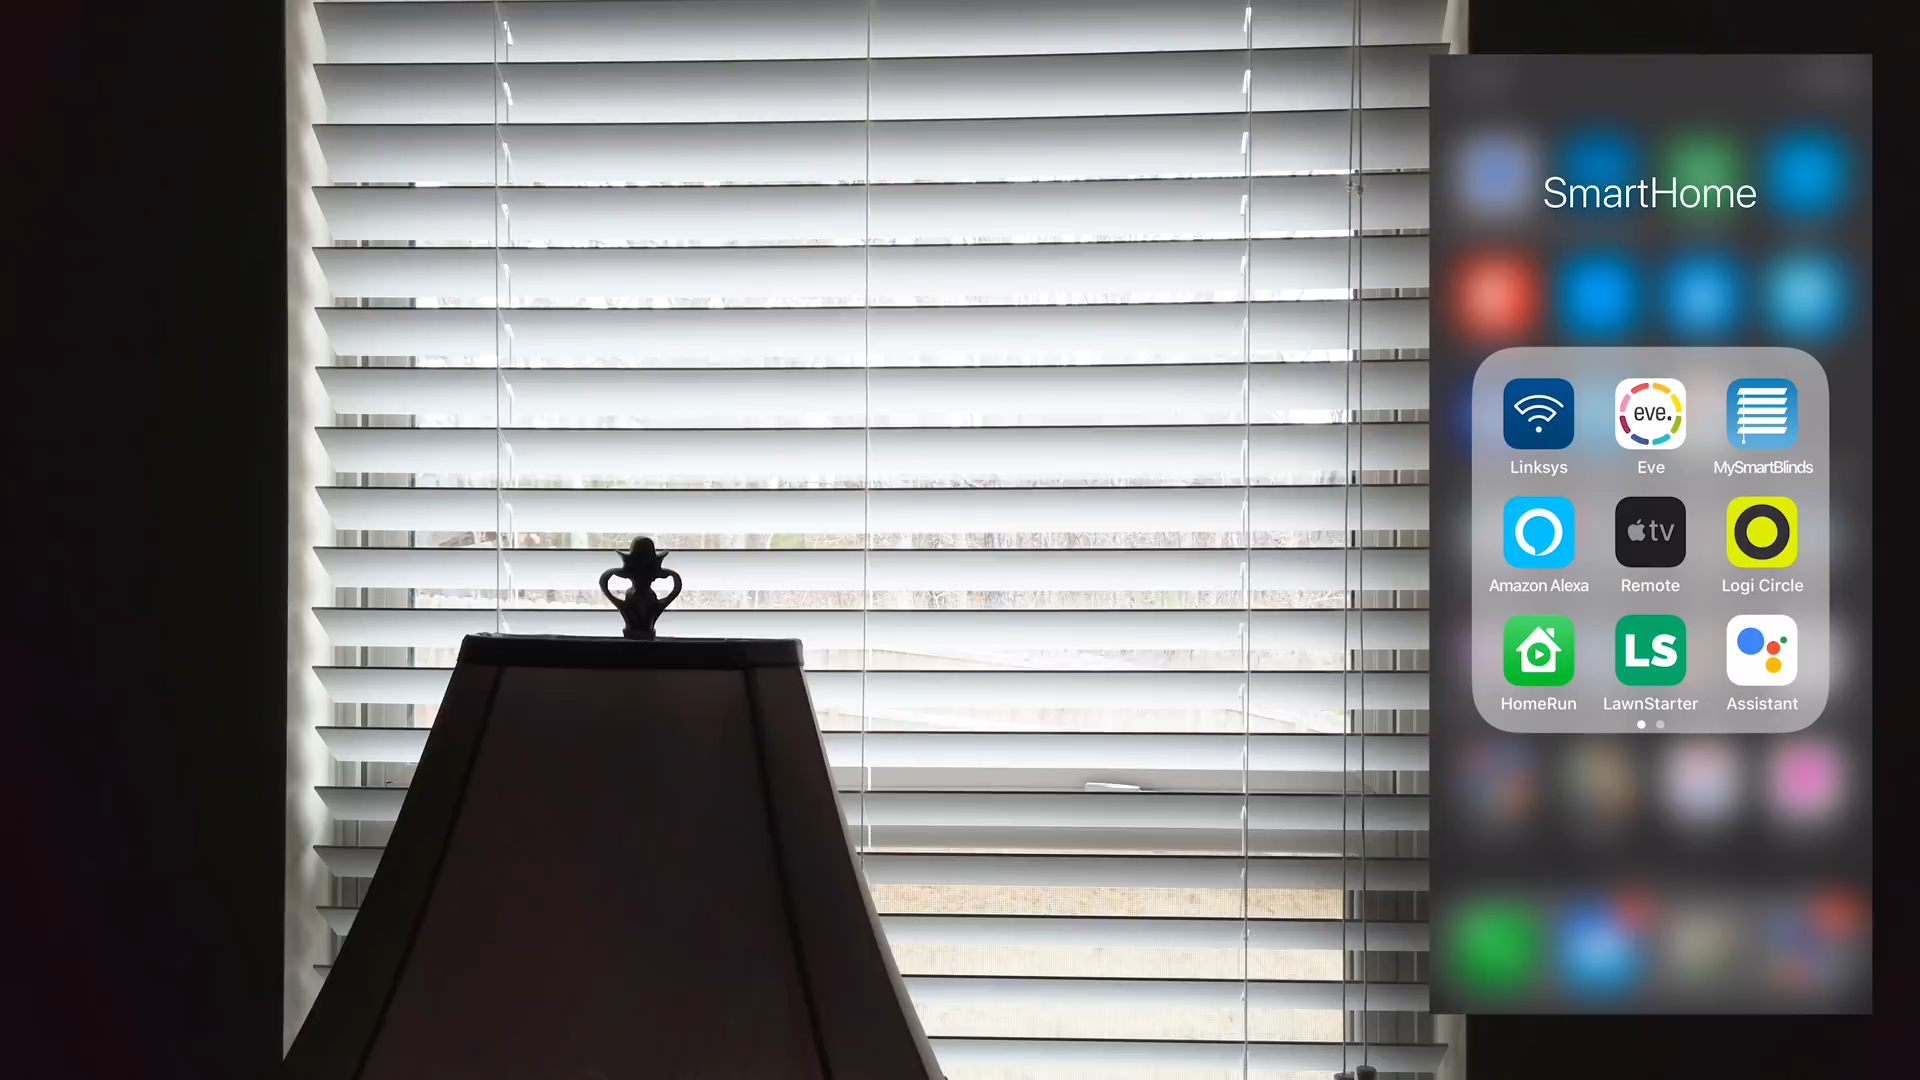 SmartHome
eve.
Linksys
Eve
MySmartBlinds
tv
Amazon Alexa
Remote
Logi Circle
LS
HomeRun
LawnStarter
Assistant